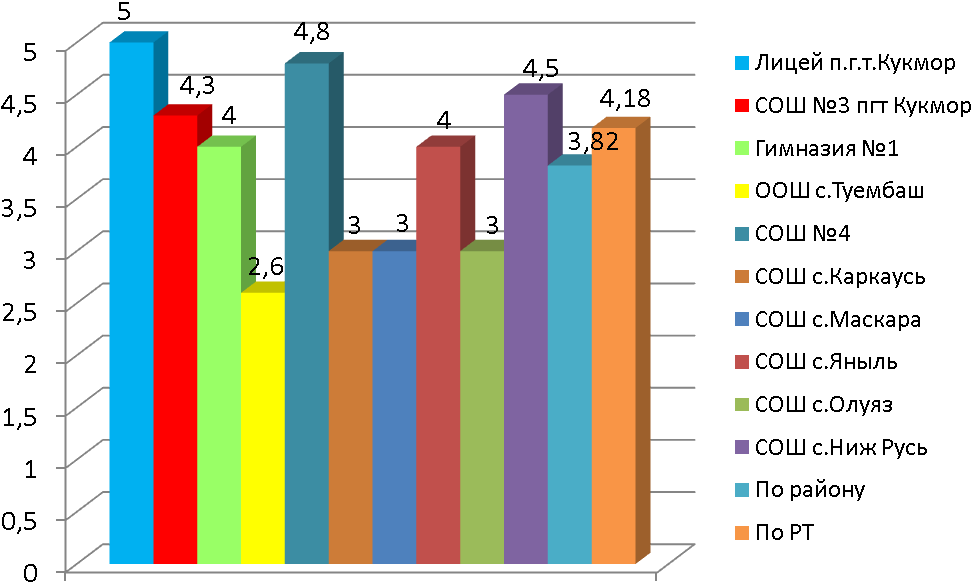 5
4,3
4
2,6
4,8
3
3
4
3
4,5
3,82
4,18
5
4,5
4
3,5
3
2,5
2
1,5
1
0,5
0
Лицей п.г.т.Кукмор
СОШ №3 пгт Кукмор
Гимназия №1
ООШ с.Туембаш
СОШ №4
СОШ с.Каркаусь
СОШ с.Маскара
СОШ с.Яныль
СОШ с.Олуяз
СОШ с.Ниж Русь
По району
По РТ